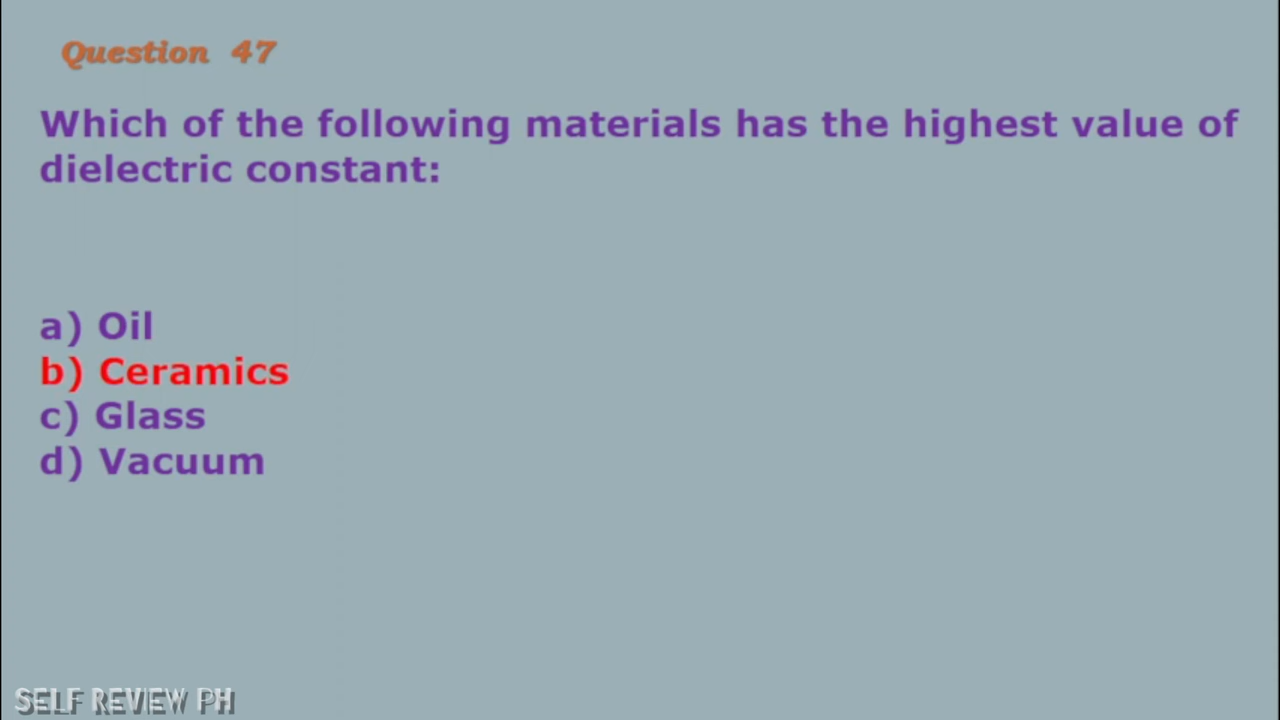 Question 47
Which of the following materials has the highest value of
dielectric constant:
a) Oil
b) Ceramics
c) Glass
d) Vacuum
SELF REVIEW PH